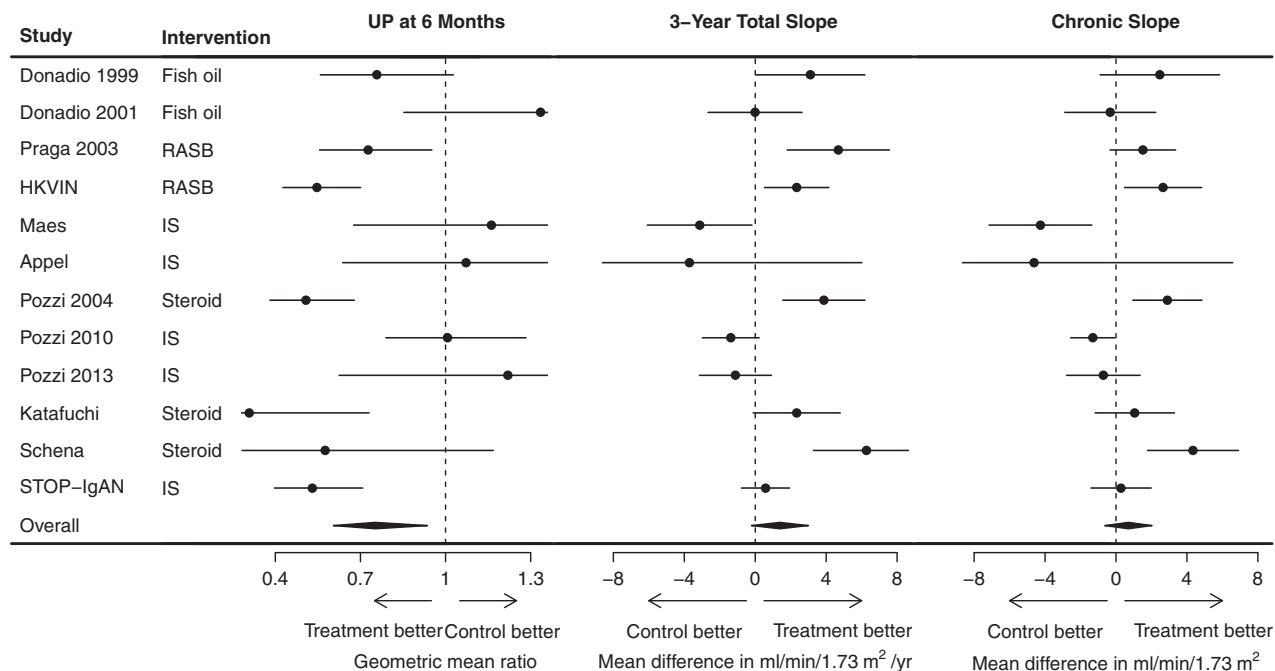 UP at 6 Months 3–Year Total Slope Chronic Slope
Study Intervention
Donadio 1999 Fish oil
Donadio 2001 Fish oil
Praga 2003 RASB
HKVIN RASB
Maes IS
Appel IS
Pozzi 2004 Steroid
Pozzi 2010 IS
Pozzi 2013 IS
Katafuchi Steroid
Schena Steroid
STOP–IgAN IS
Overall
0.4 0.7 1 1.3 −8 −4 0 4 8 −8 −4 0 4 8
Treatment better Control better Control better Treatment better Control better Treatment better
Geometric mean ratio Mean difference in ml/min/1.73 m² /yr Mean difference in ml/min/1.73 m²